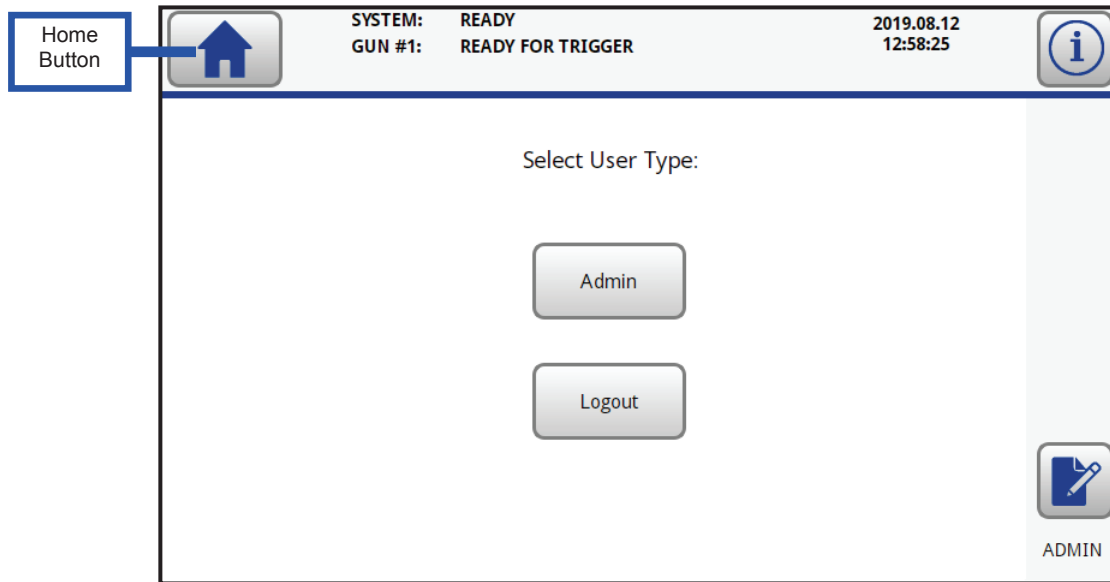 Home
Button
SYSTEM: READY
GUN #1: READY FOR TRIGGER
2019.08.12
12:58:25
i
Select User Type:
Admin
Logout
ADMIN